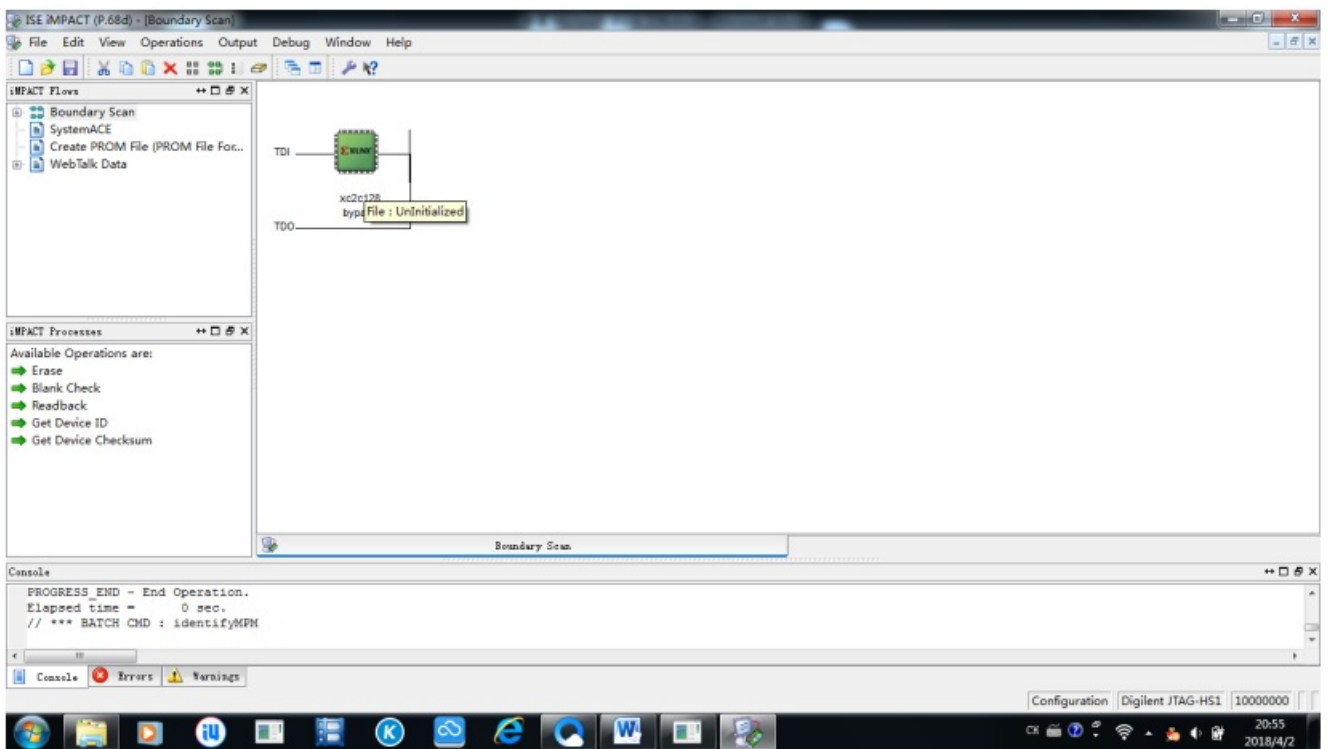 ISE iMPACT (P.68d) - [Boundary Scan]
File Edit View Operations Output Debug Window Help
iMPACT Flows
Boundary Scan
SystemACE
Create PROM File (PROM File For...
WebTalk Data
TDI
XILINX
xc2c128
File : UnInitialized
TDO
iMPACT Processes
Available Operations are:
Erase
Blank Check
Readback
Get Device ID
Get Device Checksum
Boundary Scan
Console
PROGRESS_END - End Operation.
Elapsed time = 0 sec.
// *** BATCH CMD : identifyMPM
Console Errors Warnings
Configuration Digilent JTAG-HS1 10000000
CH 20:55
2018/4/2